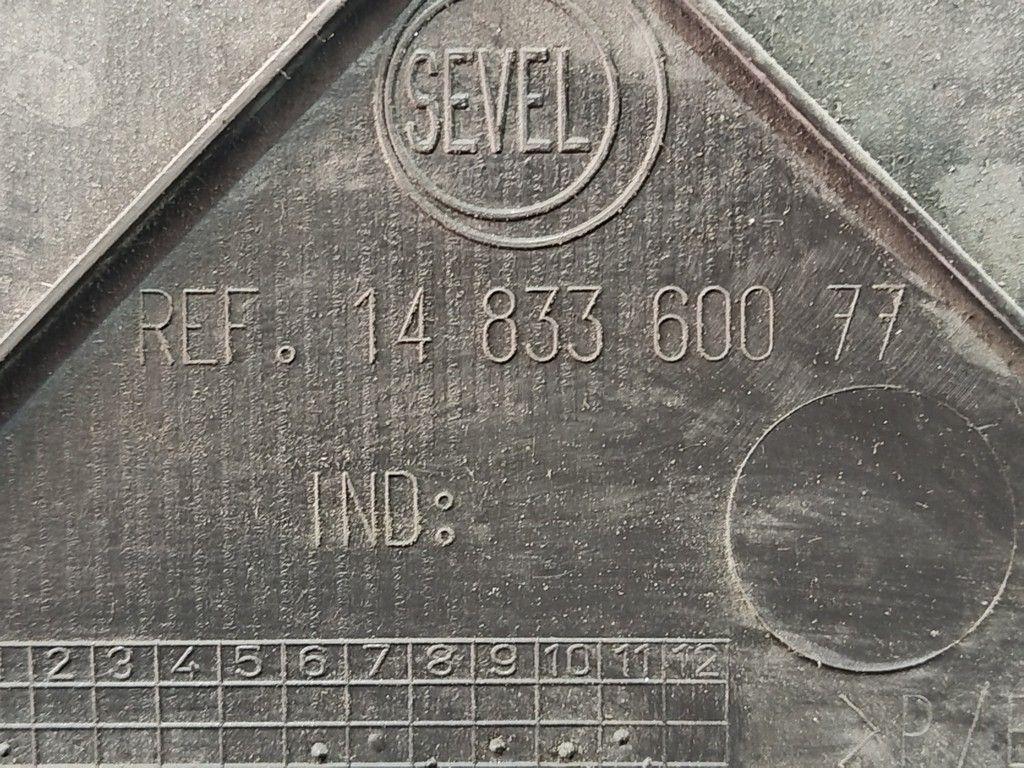 SEVEL
REF. 14 833 600 77
IND:
2 3 4 5 6 7 8 9 10 11 12
>P/E